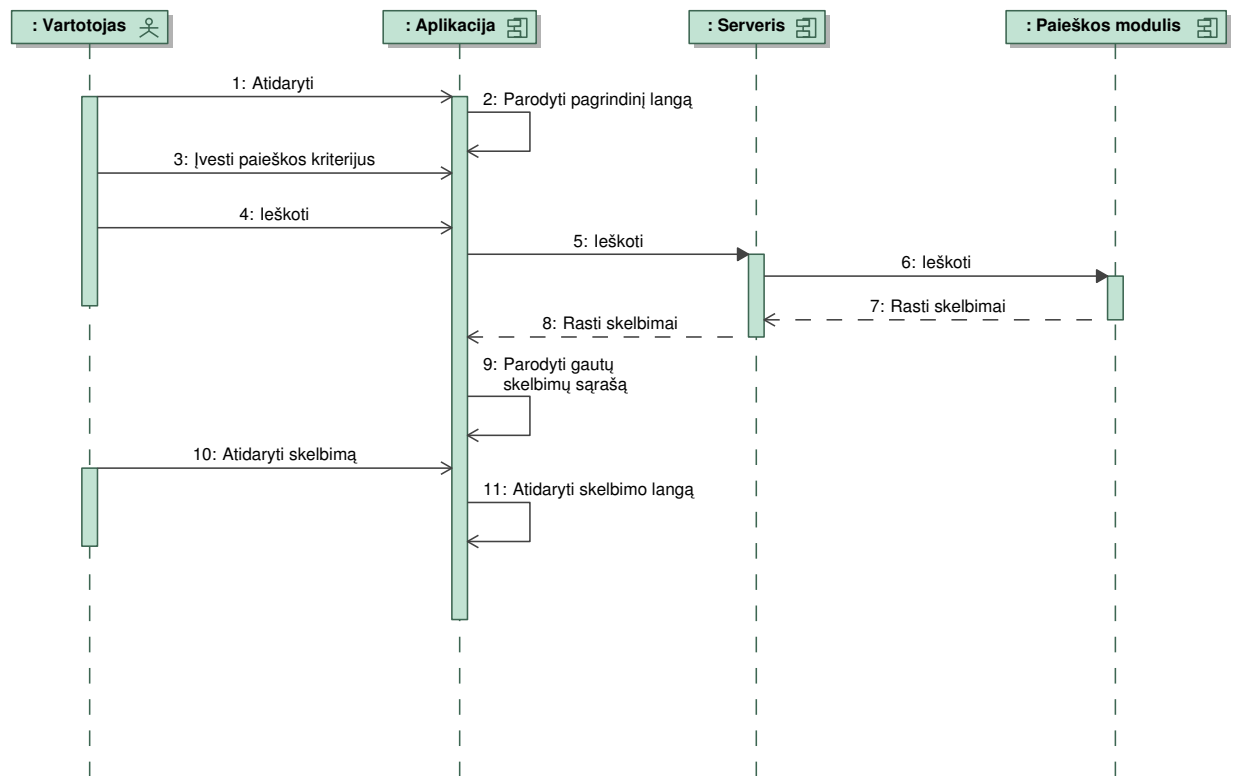 : Vartotojas
: Aplikacija
: Serveris
: Paieškos modulis
1: Atidaryti
2: Parodyti pagrindinį langą
3: Įvesti paieškos kriterijus
4: Ieškoti
5: Ieškoti
6: Ieškoti
7: Rasti skelbimai
8: Rasti skelbimai
9: Parodyti gautų
skelbimų sąrašą
10: Atidaryti skelbimą
11: Atidaryti skelbimo langą